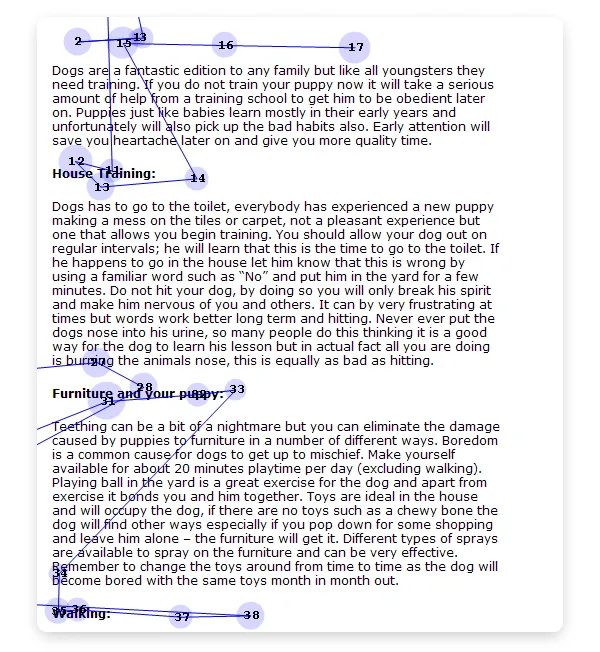 2 15 13 16 17
Dogs are a fantastic edition to any family but like all youngsters they
need training. If you do not train your puppy now it will take a serious
amount of help from a training school to get him to be obedient later
on. Puppies just like babies learn mostly in their early years and
unfortunately will also pick up the bad habits also. Early attention will
save you heartache later on and give you more quality time.
12 11
House Training:
13 14
Dogs has to go to the toilet, everybody has experienced a new puppy
making a mess on the tiles or carpet, not a pleasant experience but
one that allows you begin training. You should allow your dog out on
regular intervals; he will learn that this is the time to go to the toilet. If
he happens to go in the house let him know that this is wrong by
using a familiar word such as “No” and put him in the yard for a few
minutes. Do not hit your dog, by doing so you will only break his spirit
and make him nervous of you and others. It can by very frustrating at
times but words work better long term and hitting. Never ever put the
dogs nose into his urine, so many people do this thinking it is a good
way for the dog to learn his lesson but in actual fact all you are doing
is burning the animals nose, this is equally as bad as hitting.
27
28 33
Furniture and your puppy:
31
Teething can be a bit of a nightmare but you can eliminate the damage
caused by puppies to furniture in a number of different ways. Boredom
is a common cause for dogs to get up to mischief. Make yourself
available for about 20 minutes playtime per day (excluding walking).
Playing ball in the yard is a great exercise for the dog and apart from
exercise it bonds you and him together. Toys are ideal in the house
and will occupy the dog, if there are no toys such as a chewy bone the
dog will find other ways especially if you pop down for some shopping
and leave him alone – the furniture will get it. Different types of sprays
are available to spray on the furniture and can be very effective.
Remember to change the toys around from time to time as the dog will
become bored with the same toys month in month out.
34
35 36 37 38
Walking: